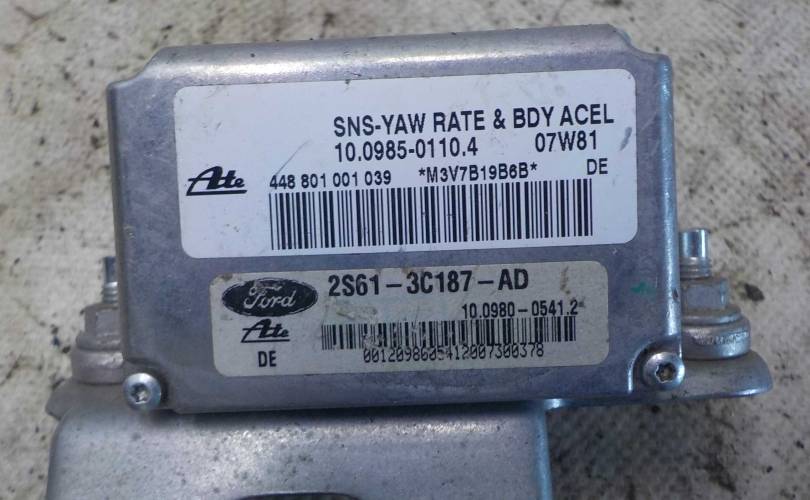 SNS-YAW RATE & BDY ACEL
10.0985-0110.4 07W81
Ate 448 801 001 039 *M3V7B19B6B* DE
Ford 2S61-3C187-AD
Ate 10.0980-0541.2
DE 0012098605412007300378